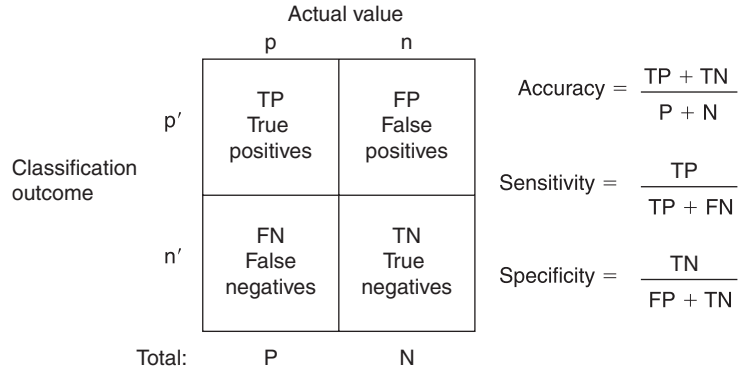 Actual value
p n
TP FP
True False
positives positives
p′
Classification
outcome
FN TN
False True
negatives negatives
n′
Total: P N
Accuracy = TP + TN
P + N
Sensitivity = TP
TP + FN
Specificity = TN
FP + TN